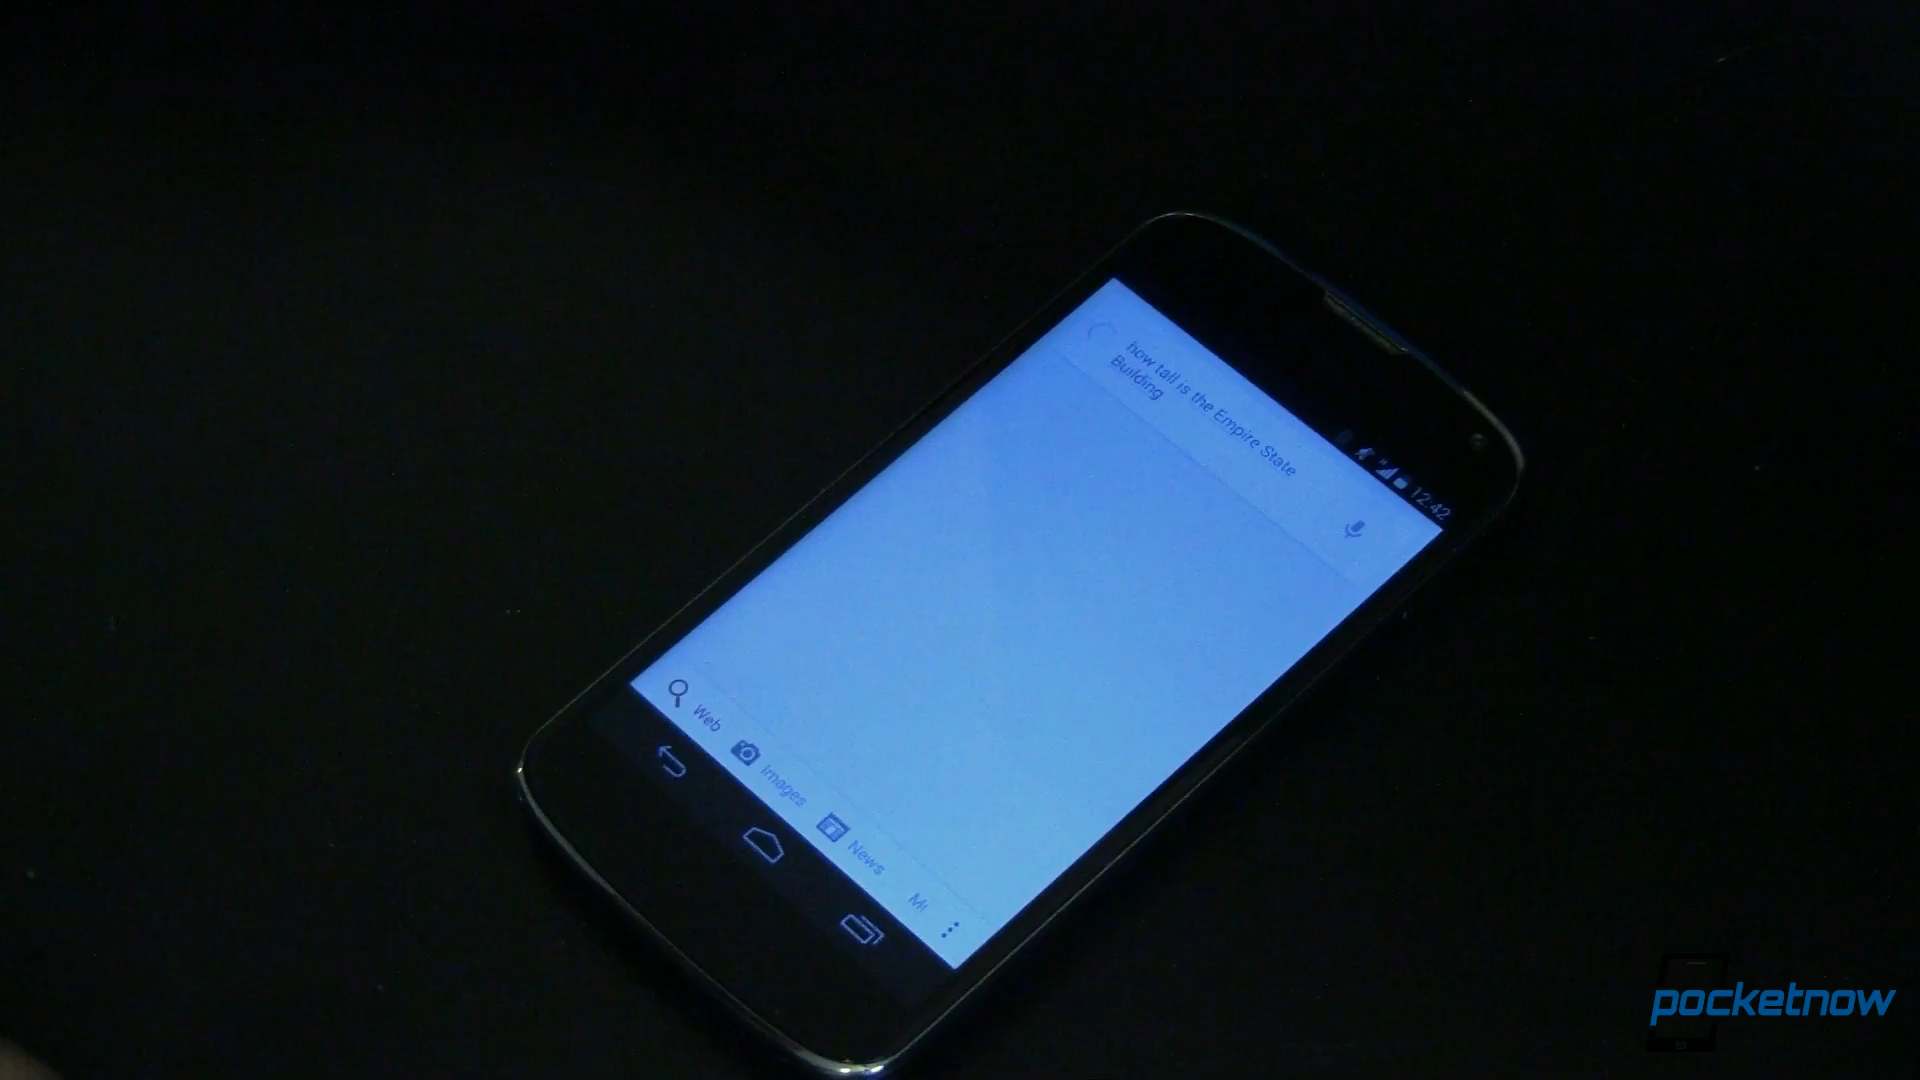 12:42
how tall is the Empire State
Building
Web
Images
News
pocketnow